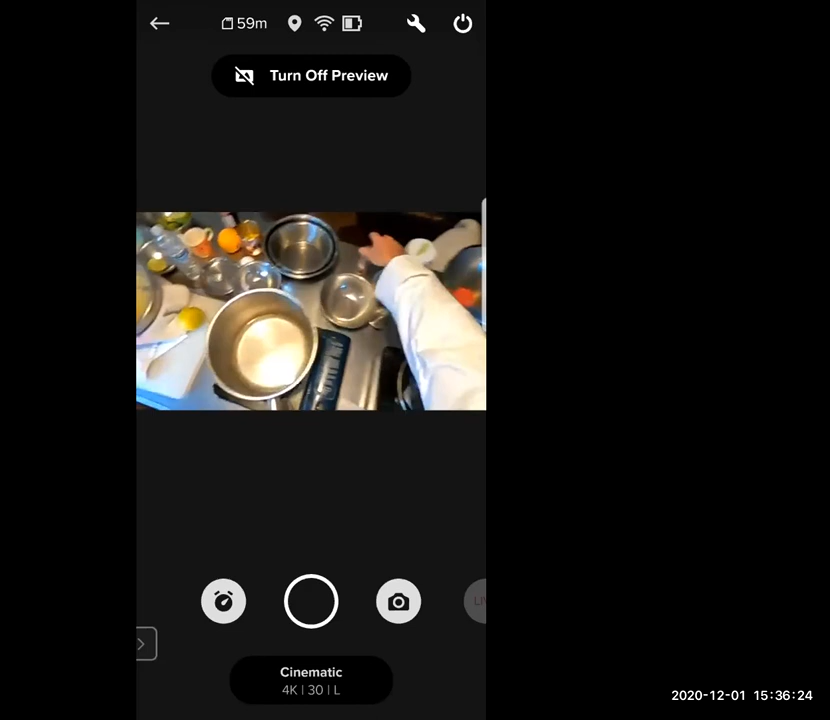 59m
Turn Off Preview
Cinematic
4K | 30 | L
2020-12-01 15:36:24